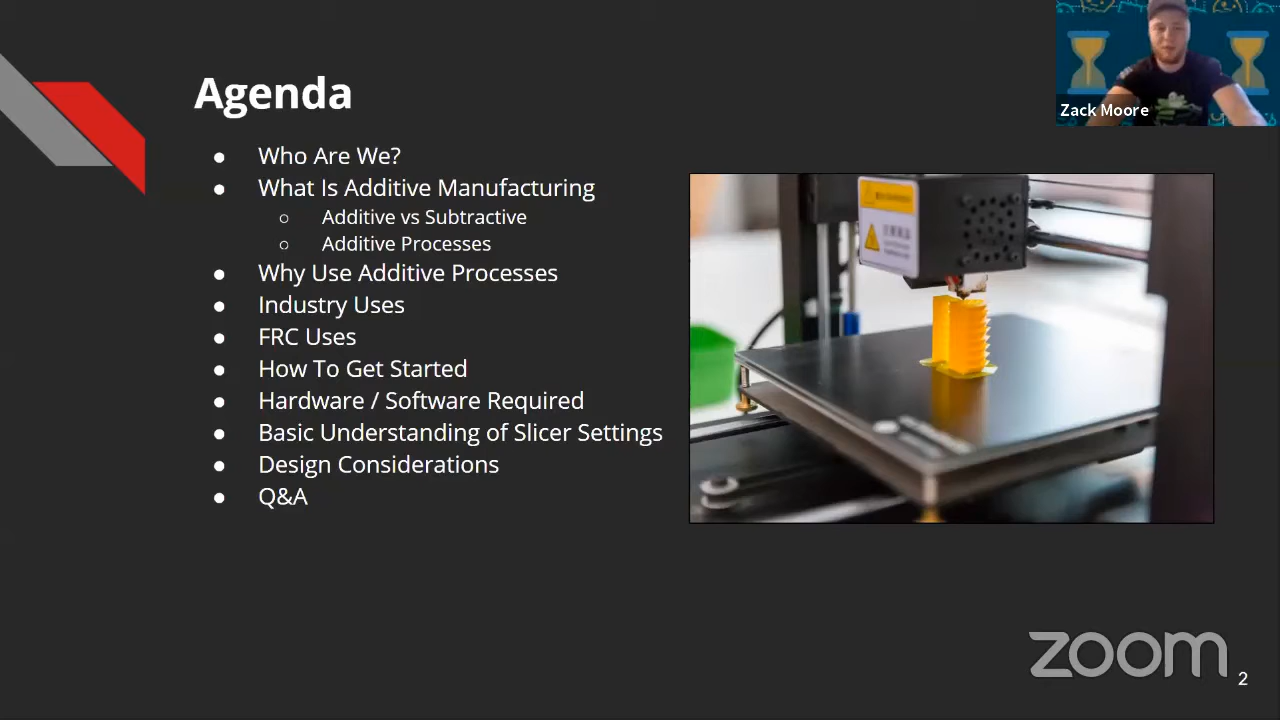 Agenda
Zack Moore
● Who Are We?
● What Is Additive Manufacturing
○ Additive vs Subtractive
○ Additive Processes
● Why Use Additive Processes
● Industry Uses
● FRC Uses
● How To Get Started
● Hardware / Software Required
● Basic Understanding of Slicer Settings
● Design Considerations
● Q&A
zoom
2